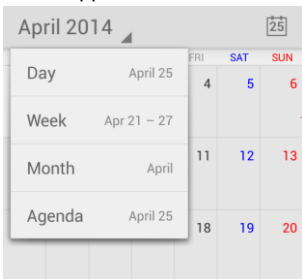 April 2014 25
FRI SAT SUN
Day April 25
4 5 6
Week Apr 21 – 27
Month April
11 12 13
Agenda April 25
18 19 20